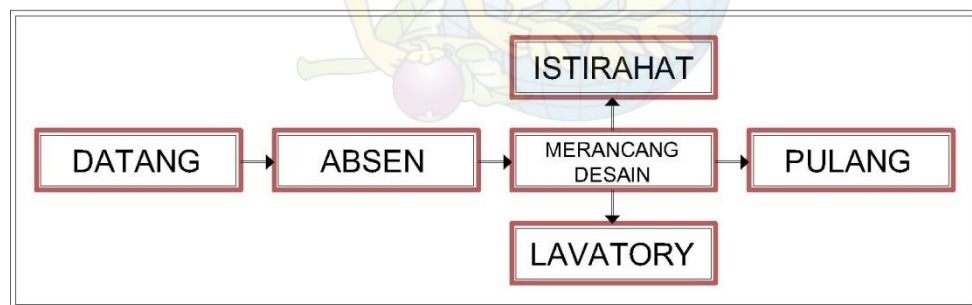 ISTIRAHAT
DATANG
ABSEN
MERANCANG
DESAIN
PULANG
LAVATORY